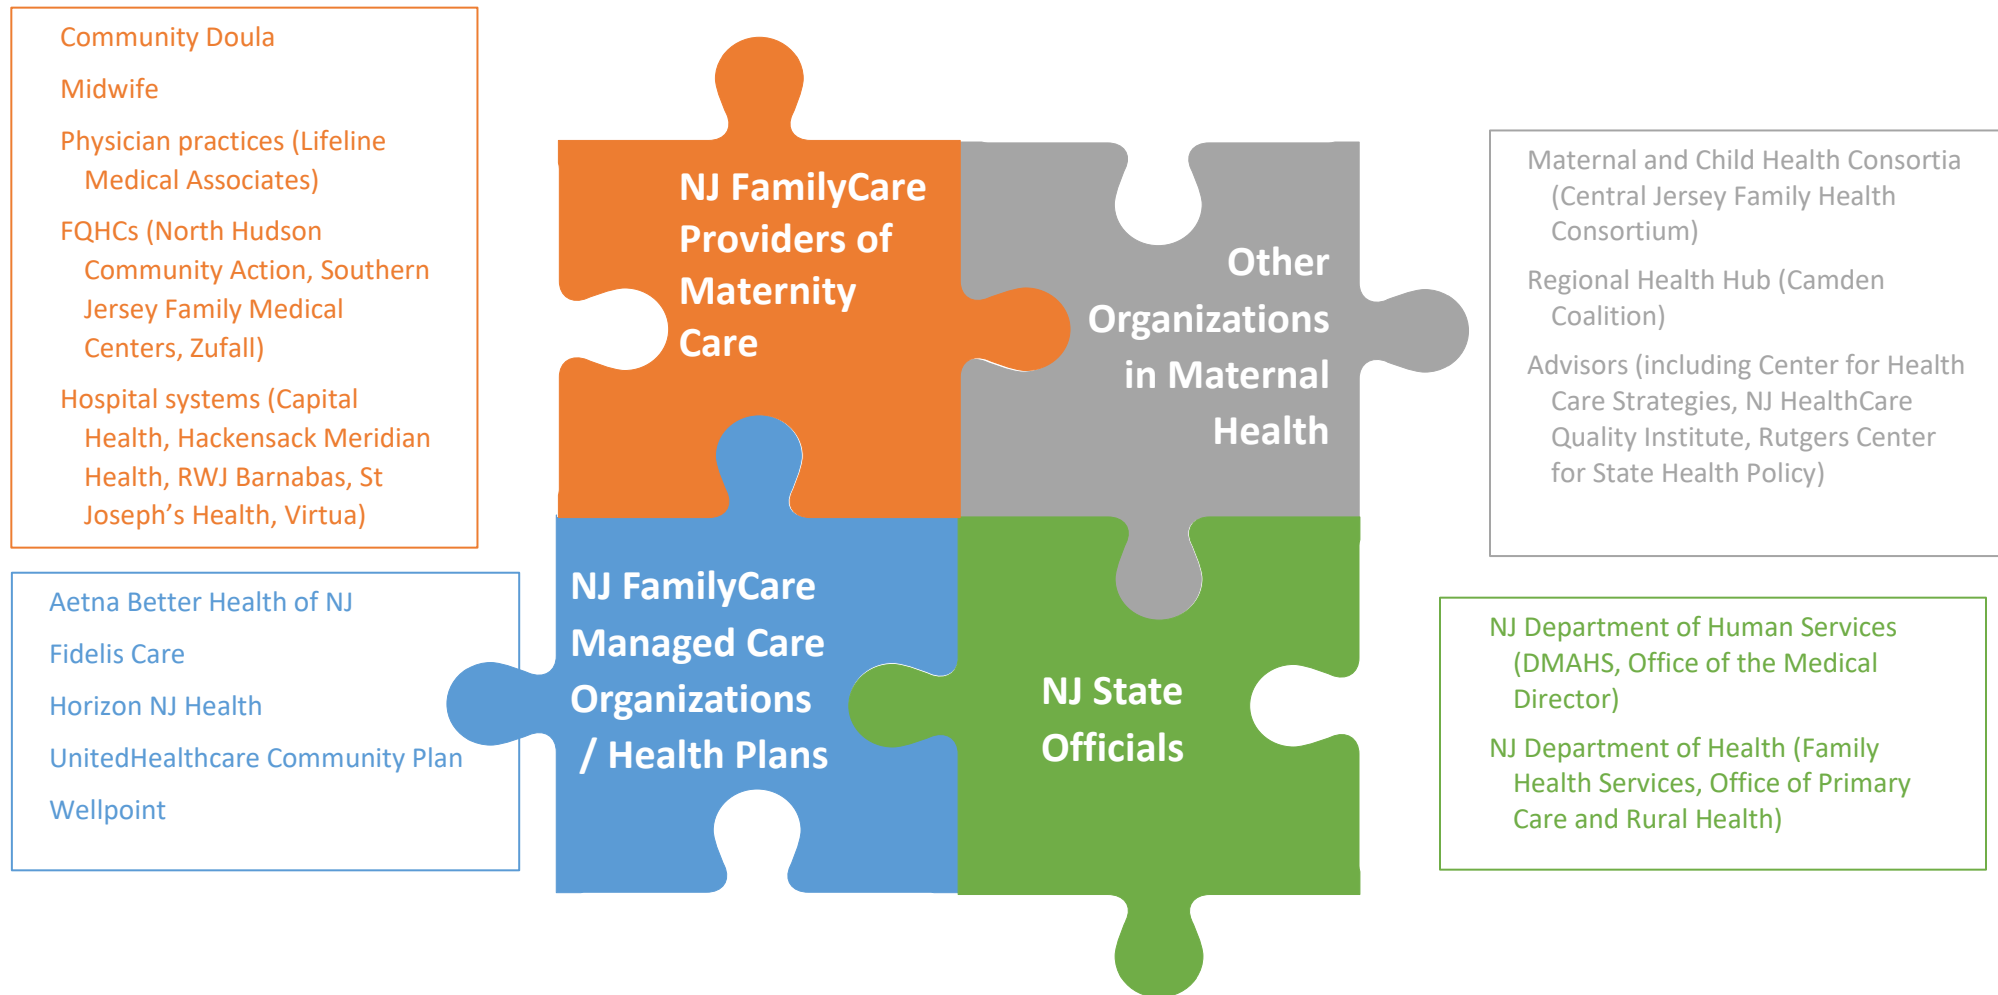 Community Doula
Midwife
Physician practices (Lifeline
Medical Associates)
FQHCs (North Hudson
Community Action, Southern
Jersey Family Medical
Centers, Zufall)
Hospital systems (Capital
Health, Hackensack Meridian
Health, RWJ Barnabas, St
Joseph’s Health, Virtua)
NJ FamilyCare
Providers of
Maternity
Care
Other
Organizations
in Maternal
Health
Maternal and Child Health Consortia
(Central Jersey Family Health
Consortium)
Regional Health Hub (Camden
Coalition)
Advisors (including Center for Health
Care Strategies, NJ HealthCare
Quality Institute, Rutgers Center
for State Health Policy)
Aetna Better Health of NJ
Fidelis Care
Horizon NJ Health
UnitedHealthcare Community Plan
Wellpoint
NJ FamilyCare
Managed Care
Organizations
/ Health Plans
NJ State
Officials
NJ Department of Human Services
(DMAHS, Office of the Medical
Director)
NJ Department of Health (Family
Health Services, Office of Primary
Care and Rural Health)